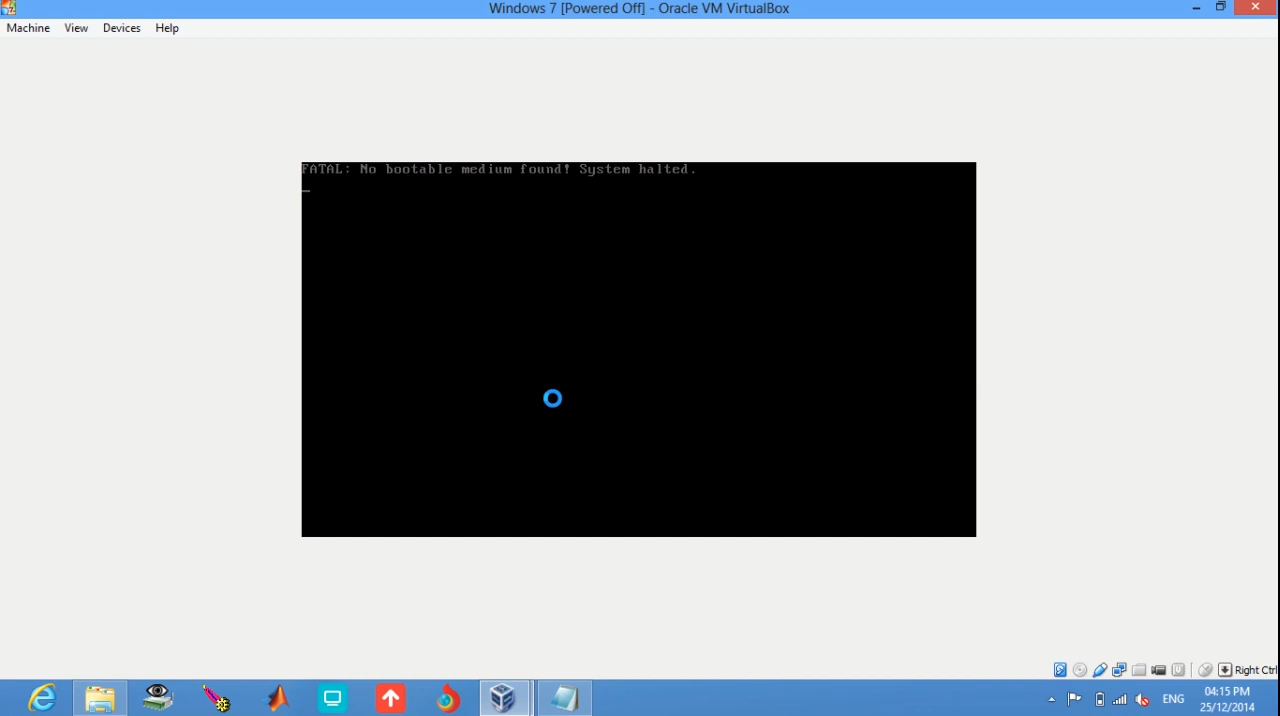 Windows 7 [Powered Off] - Oracle VM VirtualBox
Machine View Devices Help
FATAL: No bootable medium found! System halted.
_
Right Ctrl
ENG 04:15 PM
25/12/2014